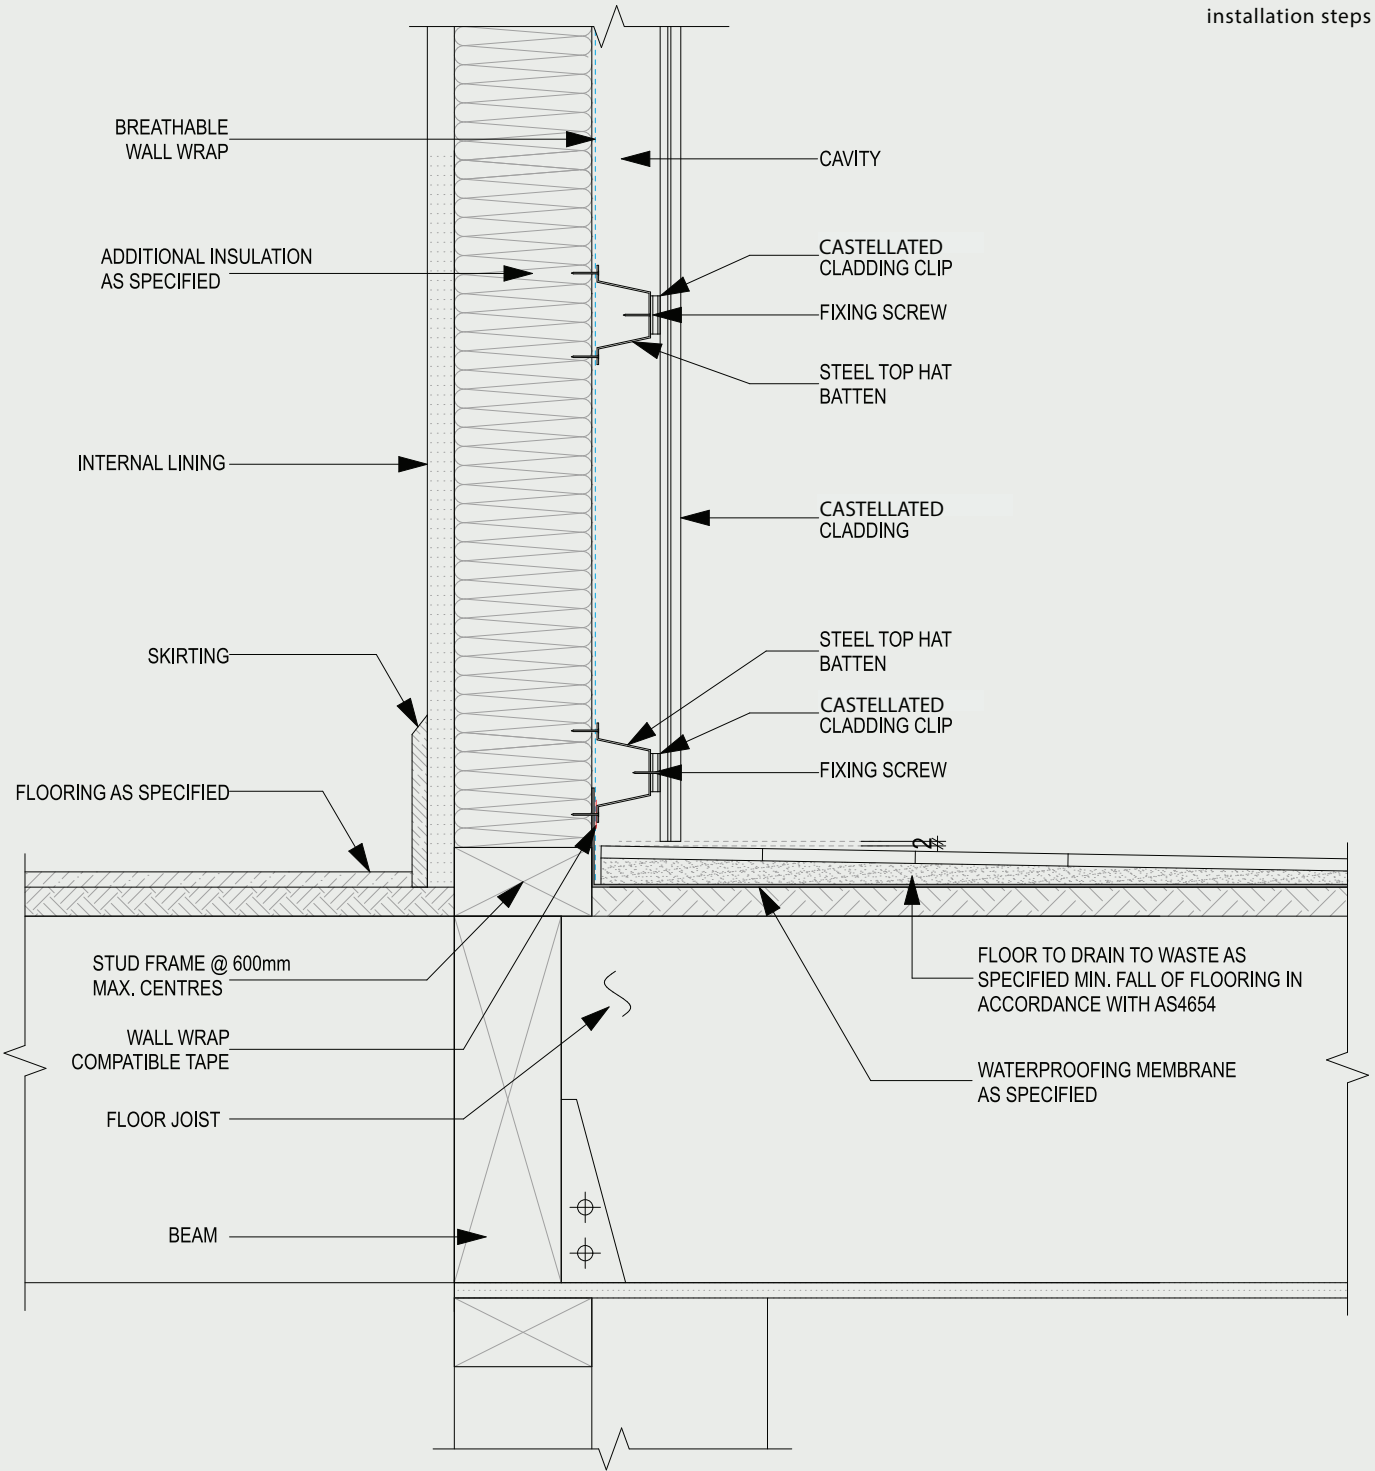 installation steps
BREATHABLE
WALL WRAP
CAVITY
ADDITIONAL INSULATION
AS SPECIFIED
CASTELLATED
CLADDING CLIP
FIXING SCREW
STEEL TOP HAT
BATTEN
INTERNAL LINING
CASTELLATED
CLADDING
SKIRTING
STEEL TOP HAT
BATTEN
CASTELLATED
CLADDING CLIP
FIXING SCREW
FLOORING AS SPECIFIED
2
STUD FRAME @ 600mm
MAX. CENTRES
FLOOR TO DRAIN TO WASTE AS
SPECIFIED MIN. FALL OF FLOORING IN
ACCORDANCE WITH AS4654
WALL WRAP
COMPATIBLE TAPE
WATERPROOFING MEMBRANE
AS SPECIFIED
FLOOR JOIST
BEAM